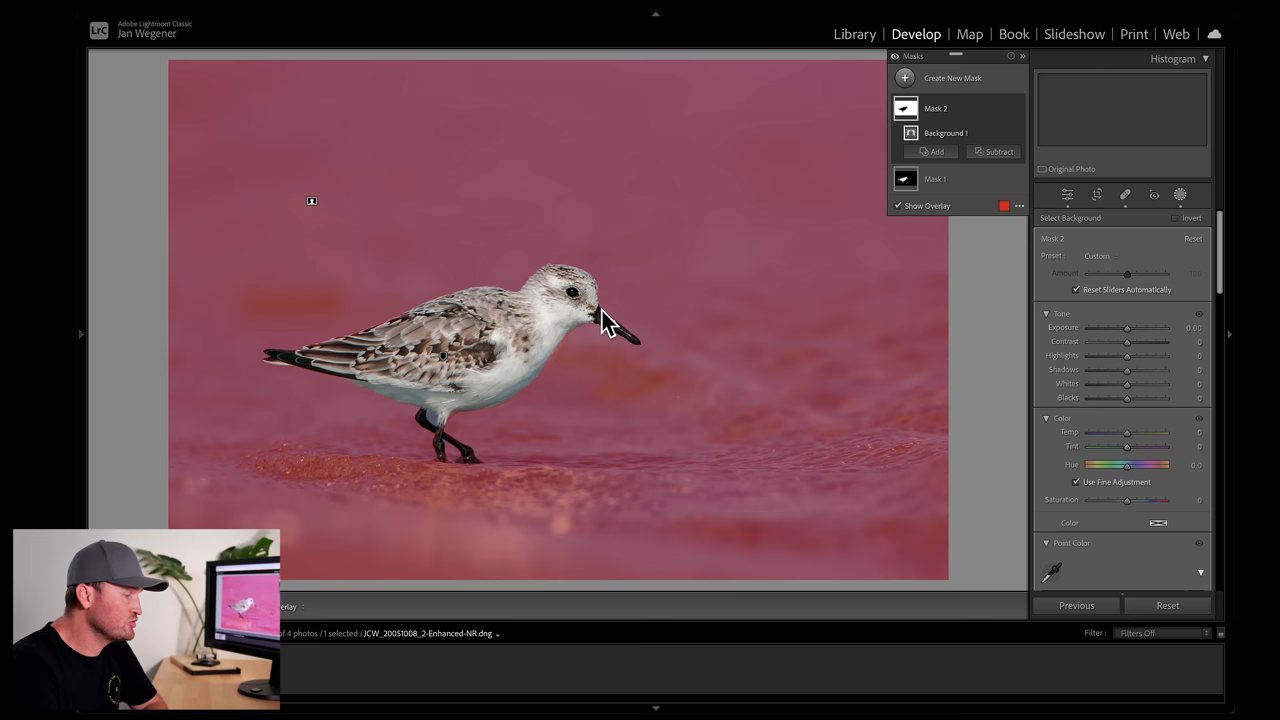 LrC
Adobe Lightroom Classic
Jan Wegener
Library | Develop | Map | Book | Slideshow | Print | Web
Masks
Create New Mask
Mask 2
Background 1
Add Subtract
Mask 1
Show Overlay
Histogram
Original Photo
Select Background Invert
Mask 2 Reset
Preset : Custom
Amount 100
Reset Sliders Automatically
Tone
Exposure 0.00
Contrast 0
Highlights 0
Shadows 0
Whites 0
Blacks 0
Color
Temp 0
Tint 0
Hue 0.0
Use Fine Adjustment
Saturation 0
Color
Point Color
Previous Reset
erlay
of 4 photos / 1 selected / JCW_20051008_2-Enhanced-NR.dng
Filter : Filters Off